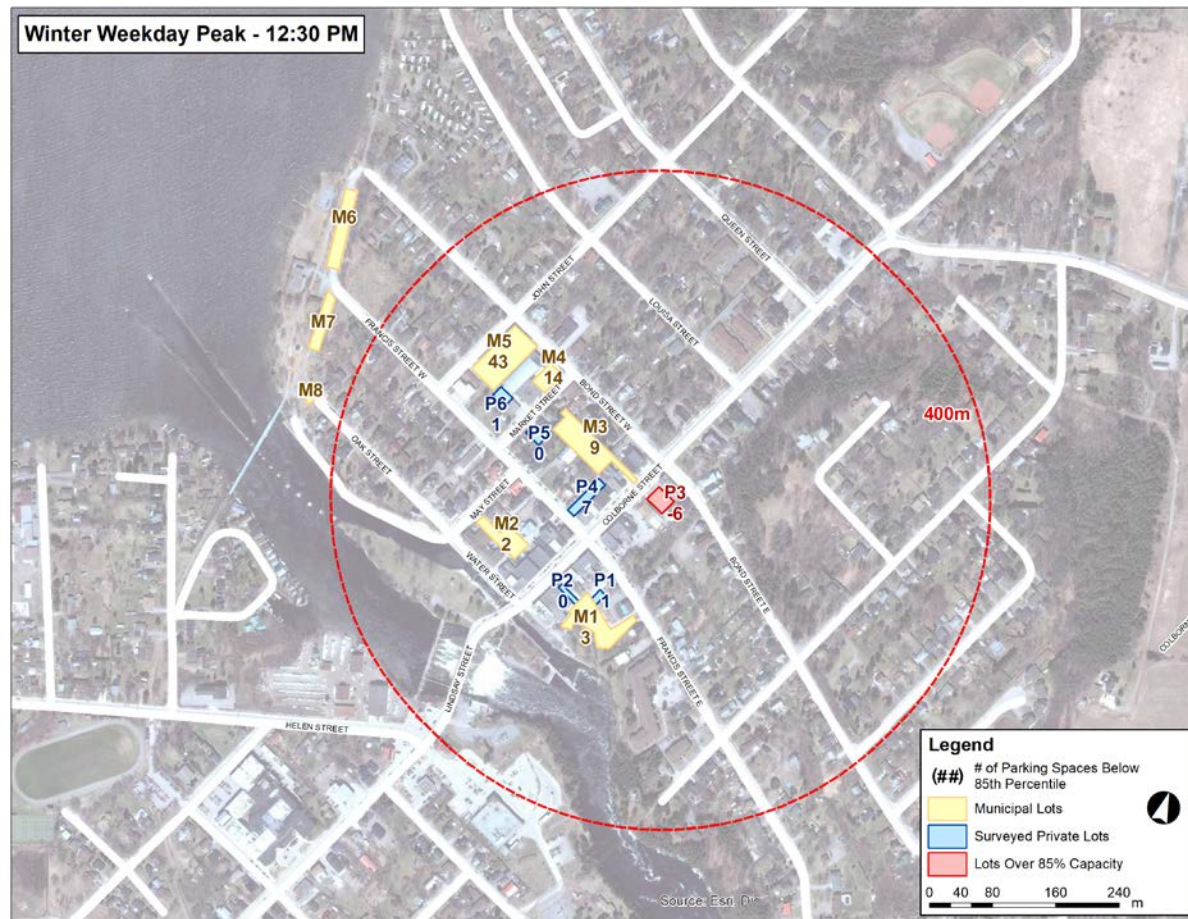 Winter Weekday Peak - 12:30 PM
M6
QUEEN STREET
JOHN STREET
LOUISA STREET
M7
FRANCIS STREET W
M5
43
M4
14
M8
P6
1
MARKET STREET
BOND STREET W
400m
M3
9
P5
0
OAK STREET
MAY STREET
P4
7
COLBORNE STREET
P3
-6
M2
2
WATER STREET
BOND STREET E
P2
0
P1
1
M1
3
FRANCIS STREET E
LINDSAY STREET
HELEN STREET
Legend
(##) # of Parking Spaces Below
85th Percentile
Municipal Lots
Surveyed Private Lots
Lots Over 85% Capacity
0 40 80 160 240
m
Source: Esri,